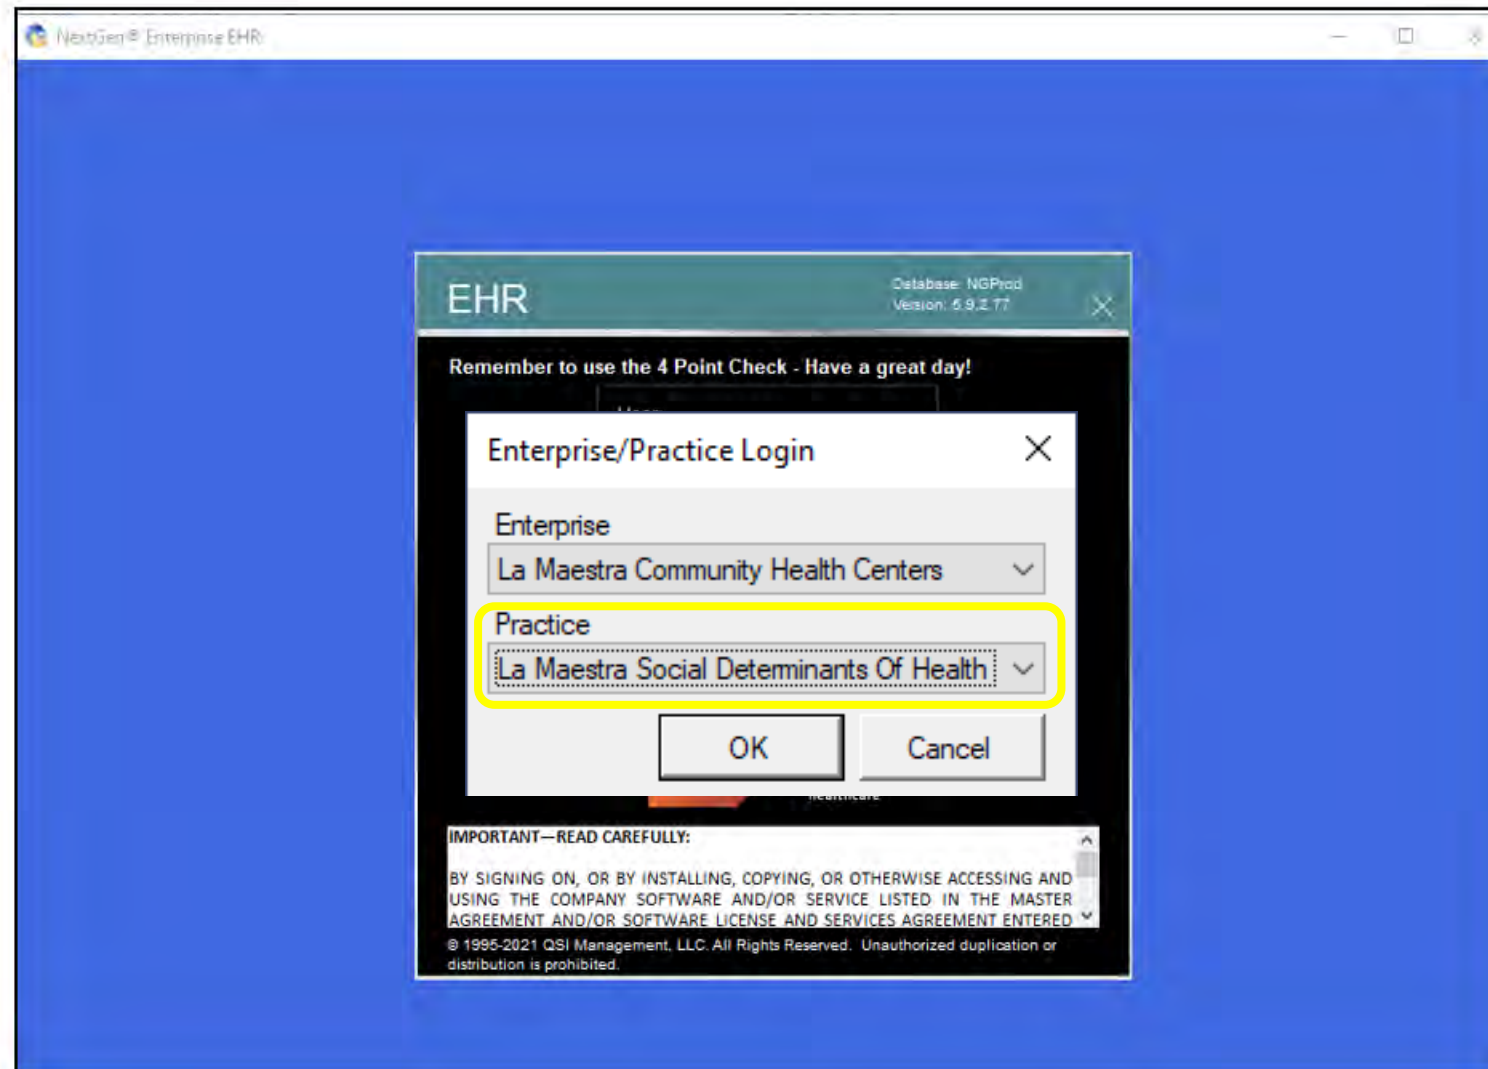 NextGen® Enterprise EHR
EHR
Database: NGProd
Version: 5.9.2.77
Remember to use the 4 Point Check - Have a great day!
Enterprise/Practice Login
Enterprise
La Maestra Community Health Centers
Practice
La Maestra Social Determinants Of Health
OK
Cancel
healthcare
IMPORTANT—READ CAREFULLY:
BY SIGNING ON, OR BY INSTALLING, COPYING, OR OTHERWISE ACCESSING AND
USING THE COMPANY SOFTWARE AND/OR SERVICE LISTED IN THE MASTER
AGREEMENT AND/OR SOFTWARE LICENSE AND SERVICES AGREEMENT ENTERED
© 1995-2021 QSI Management, LLC. All Rights Reserved. Unauthorized duplication or
distribution is prohibited.